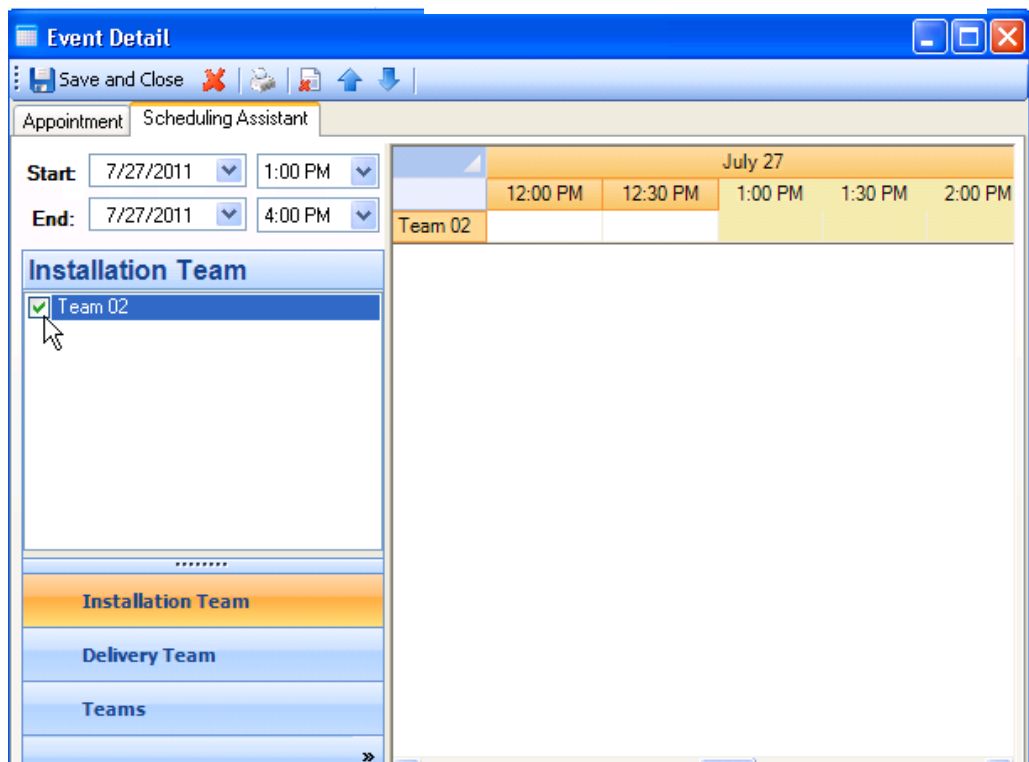 Event Detail
Save and Close
Appointment Scheduling Assistant
Start: 7/27/2011 1:00 PM
End: 7/27/2011 4:00 PM
July 27
12:00 PM 12:30 PM 1:00 PM 1:30 PM 2:00 PM
Team 02
Installation Team
Team 02
Installation Team
Delivery Team
Teams
»